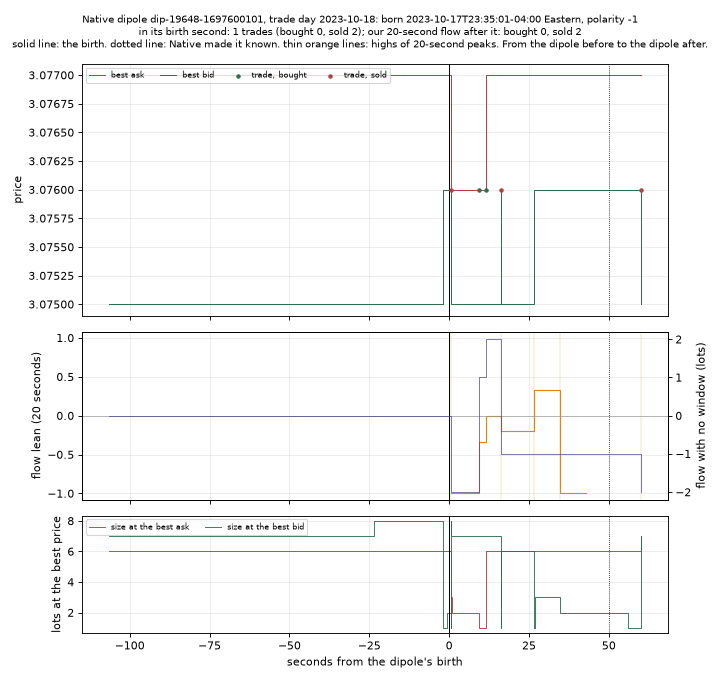 Native dipole dip-19648-1697600101, trade day 2023-10-18: born 2023-10-17T23:35:01-04:00 Eastern, polarity -1
in its birth second: 1 trades (bought 0, sold 2); our 20-second flow after it: bought 0, sold 2
solid line: the birth. dotted line: Native made it known. thin orange lines: highs of 20-second peaks. From the dipole before to the dipole after.
best ask
best bid
trade, bought
trade, sold
3.07700
3.07675
3.07650
3.07625
3.07600
3.07575
3.07550
3.07525
3.07500
price
1.0
0.5
0.0
−0.5
−1.0
flow lean (20 seconds)
2
1
0
−1
−2
flow with no window (lots)
size at the best ask
size at the best bid
8
6
4
2
lots at the best price
−100
−75
−50
−25
0
25
50
seconds from the dipole's birth